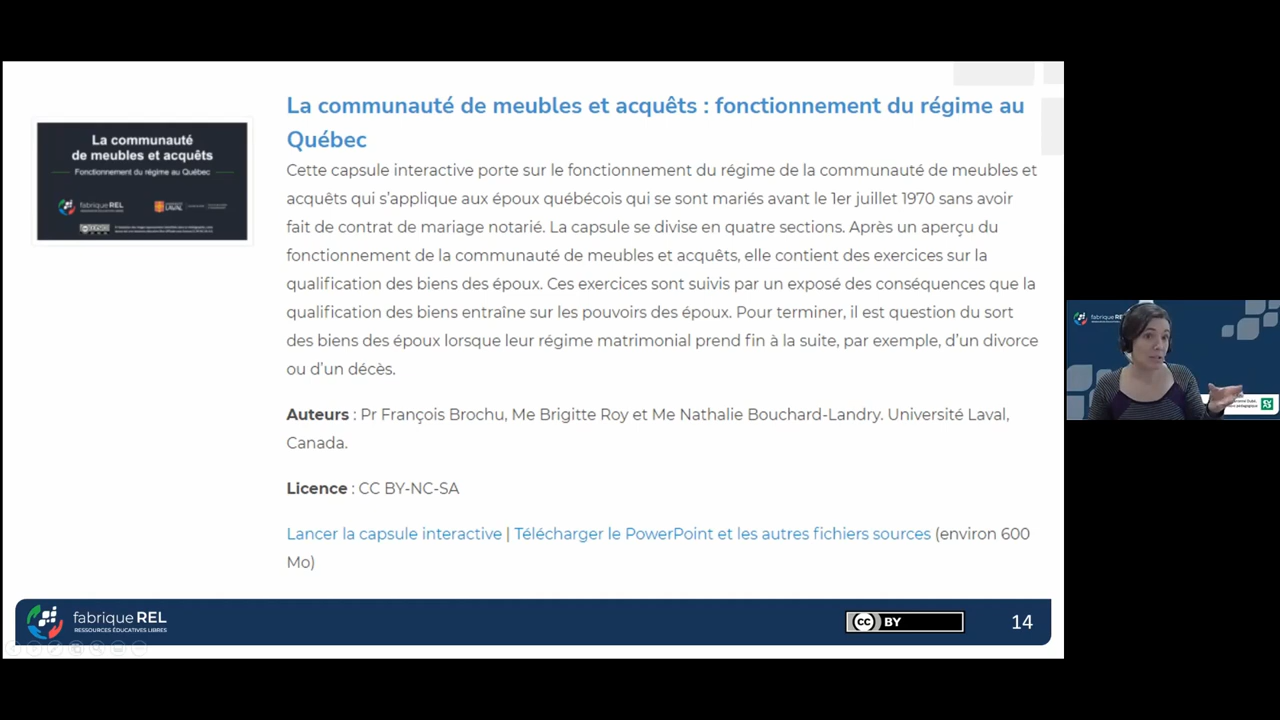 La communauté de meubles et acquêts : fonctionnement du régime au
Québec
Cette capsule interactive porte sur le fonctionnement du régime de la communauté de meubles et
acquêts qui s'applique aux époux québécois qui se sont mariés avant le 1er juillet 1970 sans avoir
fait de contrat de mariage notarié. La capsule se divise en quatre sections. Après un aperçu du
fonctionnement de la communauté de meubles et acquêts, elle contient des exercices sur la
qualification des biens des époux. Ces exercices sont suivis par un exposé des conséquences que la
qualification des biens entraîne sur les pouvoirs des époux. Pour terminer, il est question du sort
des biens des époux lorsque leur régime matrimonial prend fin à la suite, par exemple, d'un divorce
ou d'un décès.
Auteurs : Pr François Brochu, Me Brigitte Roy et Me Nathalie Bouchard-Landry. Université Laval,
Canada.
Licence : CC BY-NC-SA
Lancer la capsule interactive | Télécharger le PowerPoint et les autres fichiers sources (environ 600
Mo)
La communauté
de meubles et acquêts
Fonctionnement du régime au Québec
fabrique REL
UNIVERSITÉ LAVAL
fabrique REL
RESSOURCES ÉDUCATIVES LIBRES
CC BY
14
fabrique REL